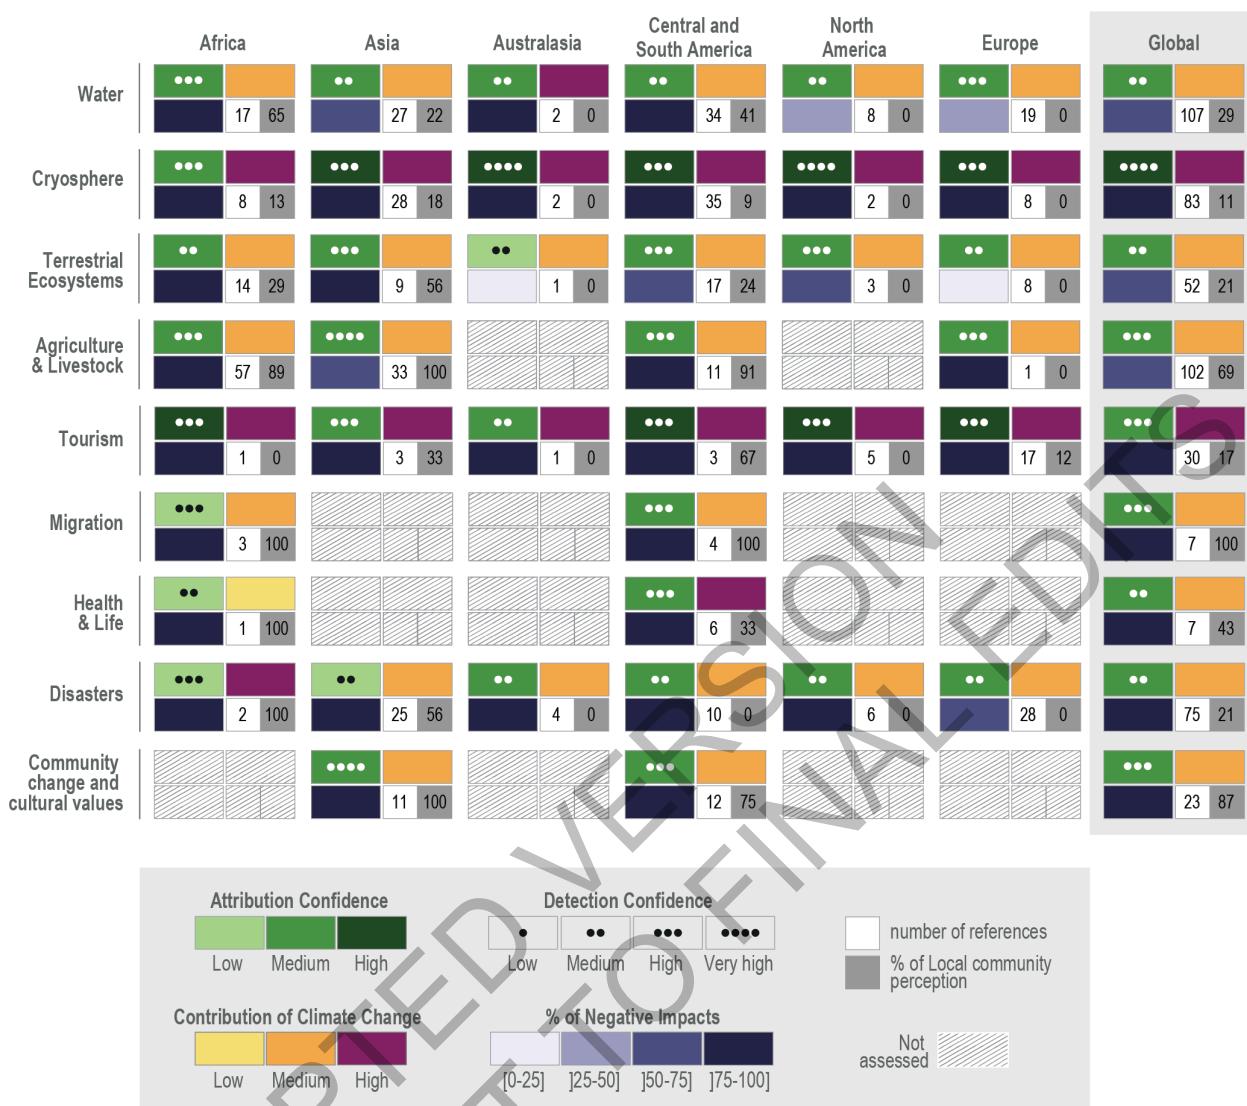 Africa Asia Australasia Central and South America North America Europe Global
Water
17 65 27 22 2 0 34 41 8 0 19 0 107 29
Cryosphere
8 13 28 18 2 0 35 9 2 0 8 0 83 11
Terrestrial
Ecosystems
14 29 9 56 1 0 17 24 3 0 8 0 52 21
Agriculture
& Livestock
57 89 33 100 11 91 1 0 102 69
Tourism
1 0 3 33 1 0 3 67 5 0 17 12 30 17
Migration
3 100 4 100 7 100
Health
& Life
1 100 6 33 7 43
Disasters
2 100 25 56 4 0 10 0 6 0 28 0 75 21
Community
change and
cultural values
11 100 12 75 23 87
Attribution Confidence
Low Medium High
Detection Confidence
Low Medium High Very high
number of references
% of Local community
perception
Contribution of Climate Change
Low Medium High
% of Negative Impacts
[0-25] ]25-50] ]50-75] ]75-100]
Not
assessed
PTED VERSION
T TO FINAL EDITS